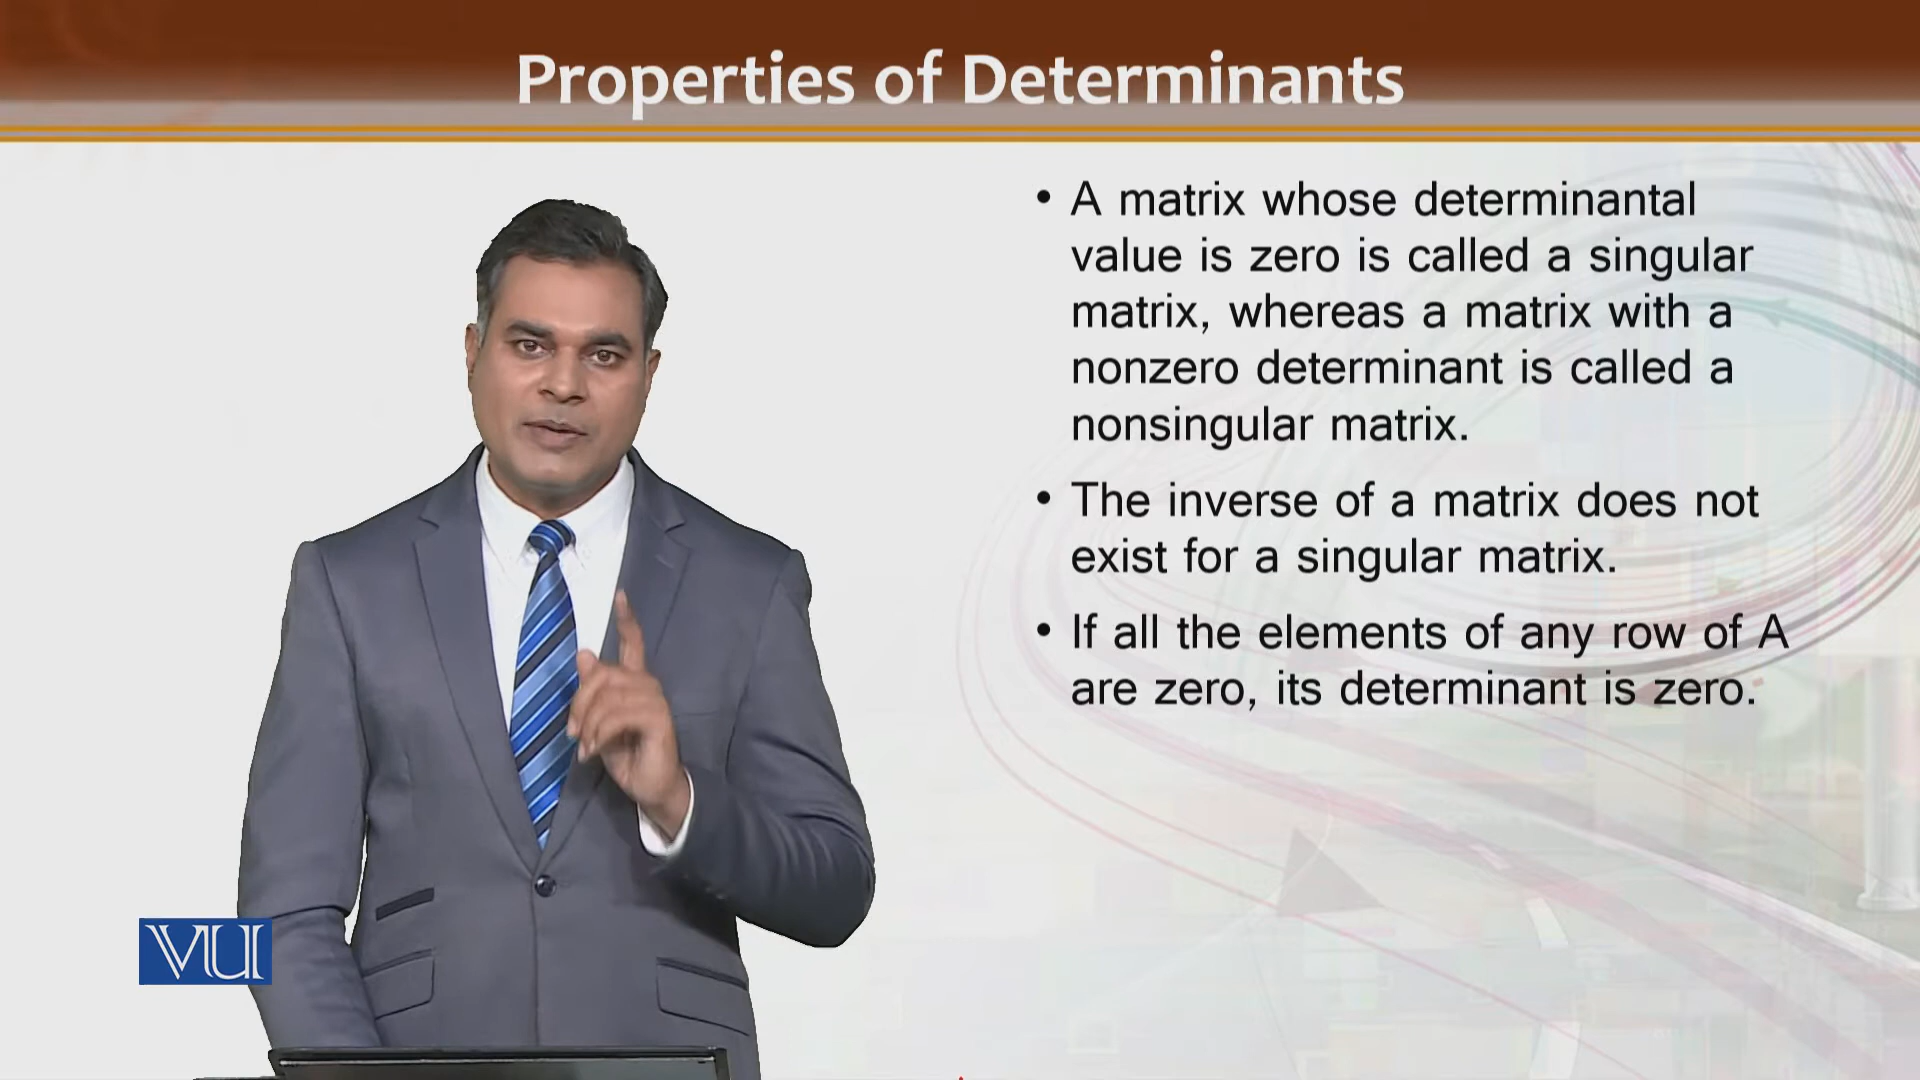 Properties of Determinants
• A matrix whose determinantal
value is zero is called a singular
matrix, whereas a matrix with a
nonzero determinant is called a
nonsingular matrix.
• The inverse of a matrix does not
exist for a singular matrix.
• If all the elements of any row of A
are zero, its determinant is zero.
VU